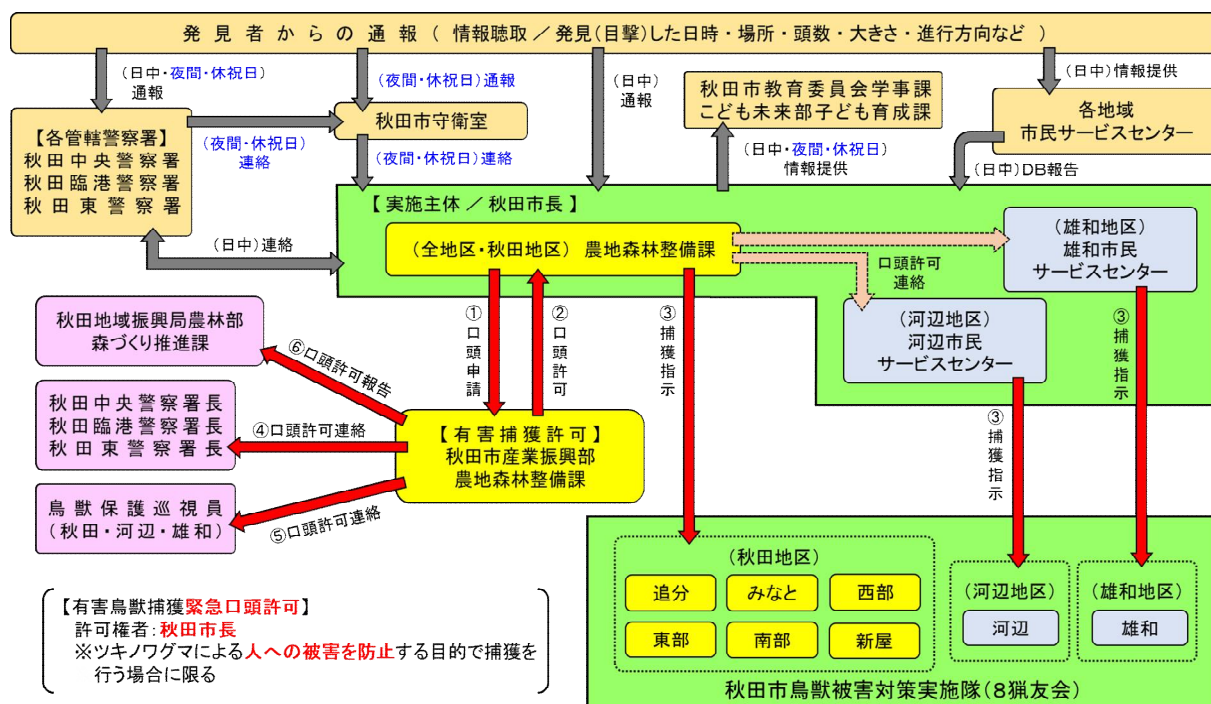 発見者からの通報(情報聴取/発見(目撃)した日時・場所・頭数・大きさ・進行方向など)
(日中・夜間・休祝日)
通報
(夜間・休祝日)通報
(日中)
通報
(日中)情報提供
【各管轄警察署】
秋田中央警察署
秋田臨港警察署
秋田東警察署
(夜間・休祝日)
連絡
秋田市守衛室
(夜間・休祝日)連絡
秋田市教育委員会学事課
こども未来部子ども育成課
(日中・夜間・休祝日)
情報提供
各地域
市民サービスセンター
(日中)DB報告
(日中)連絡
【実施主体/秋田市長】
(全地区・秋田地区) 農地森林整備課
口頭許可
連絡
(雄和地区)
雄和市民
サービスセンター
(河辺地区)
河辺市民
サービスセンター
①口頭申請
②口頭許可
③捕獲指示
③捕獲指示
③捕獲指示
秋田地域振興局農林部
森づくり推進課
⑥口頭許可報告
秋田中央警察署長
秋田臨港警察署長
秋田東警察署長
④口頭許可連絡
【有害捕獲許可】
秋田市産業振興部
農地森林整備課
鳥獣保護巡視員
(秋田・河辺・雄和)
⑤口頭許可連絡
(秋田地区)
追分
みなと
西部
東部
南部
新屋
(河辺地区)
河辺
(雄和地区)
雄和
秋田市鳥獣被害対策実施隊(8猟友会)
【有害鳥獣捕獲緊急口頭許可】
許可権者:秋田市長
※ツキノワグマによる人への被害を防止する目的で捕獲を
行う場合に限る